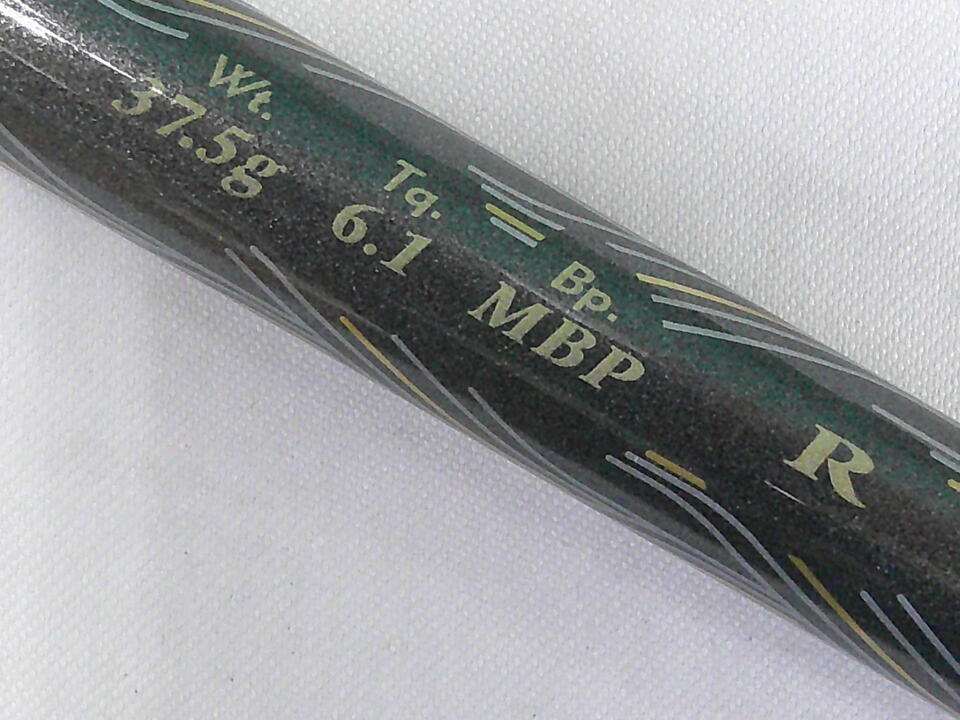 Wt. Tq. Bp.
37.5g 6.1 MBP R